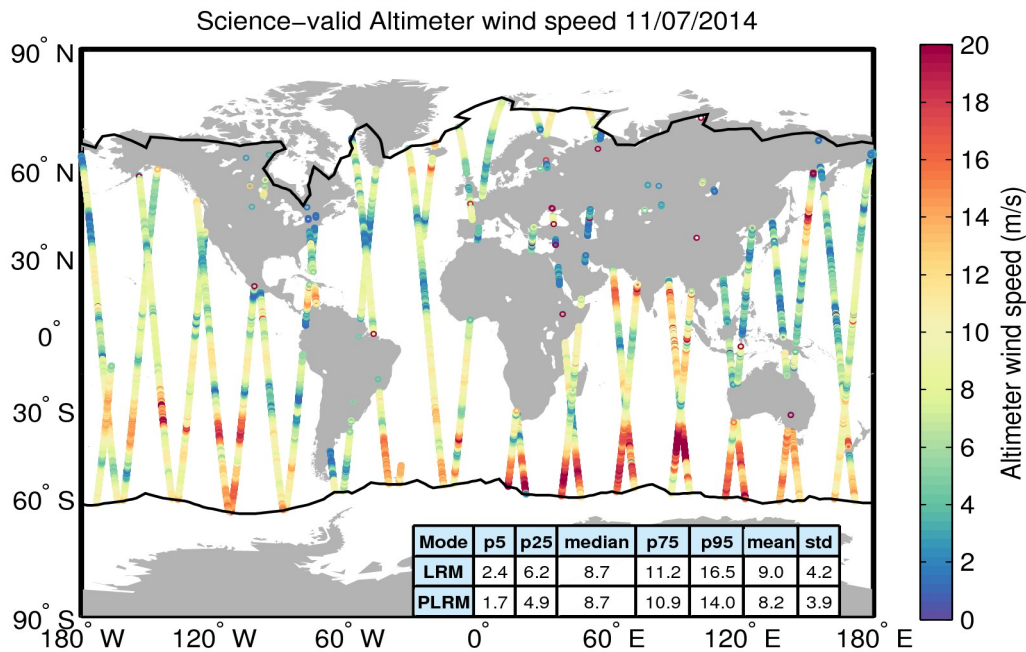 Science−valid Altimeter wind speed 11/07/2014
90° N
60° N
30° N
0°
30° S
60° S
90° S
180° W
120° W
60° W
0°
60° E
120° E
180° E
Mode p5 p25 median p75 p95 mean std
LRM 2.4 6.2 8.7 11.2 16.5 9.0 4.2
PLRM 1.7 4.9 8.7 10.9 14.0 8.2 3.9
20
18
16
14
12
10
8
6
4
2
0
Altimeter wind speed (m/s)